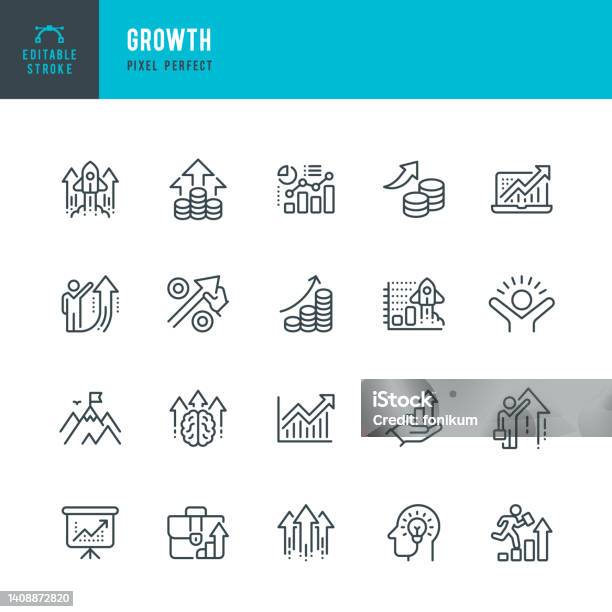 EDITABLE
STROKE
GROWTH
PIXEL PERFECT
iStock
Credit: fonikum
1408872820